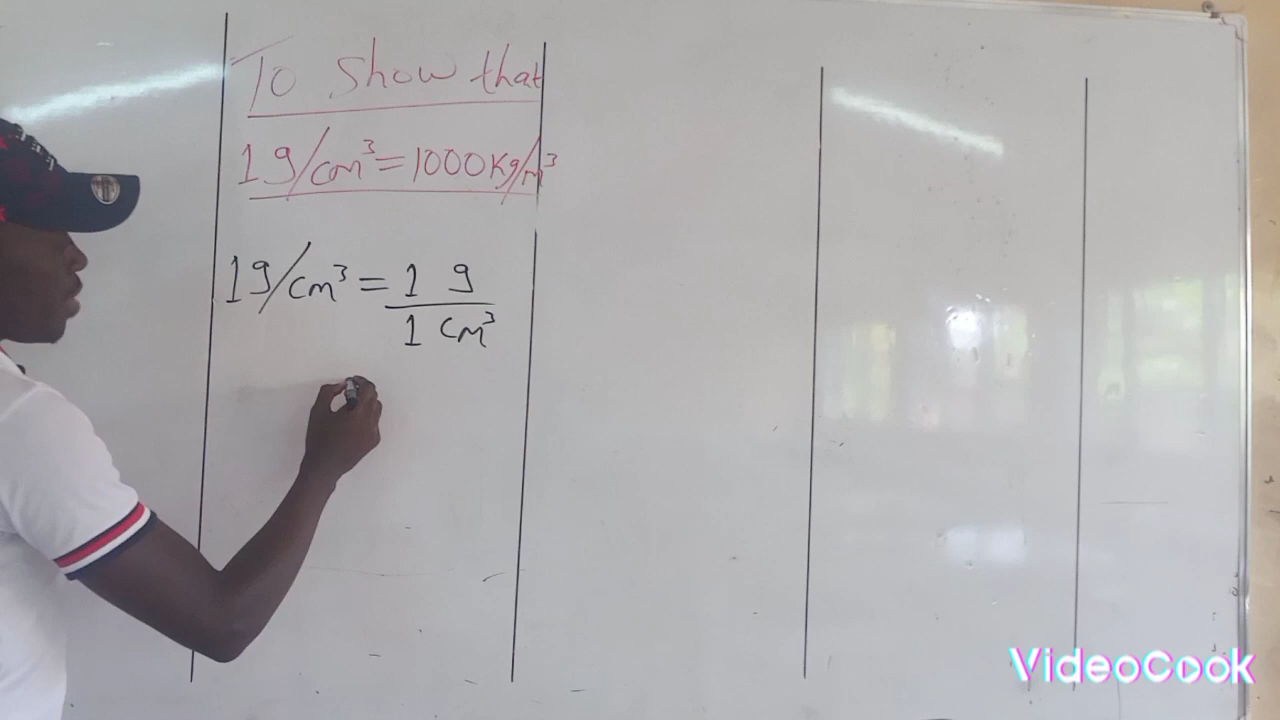 To Show that
1g/cm³=1000Kg/m³
1g/cm³=1 g
1 cm³
VideoCook